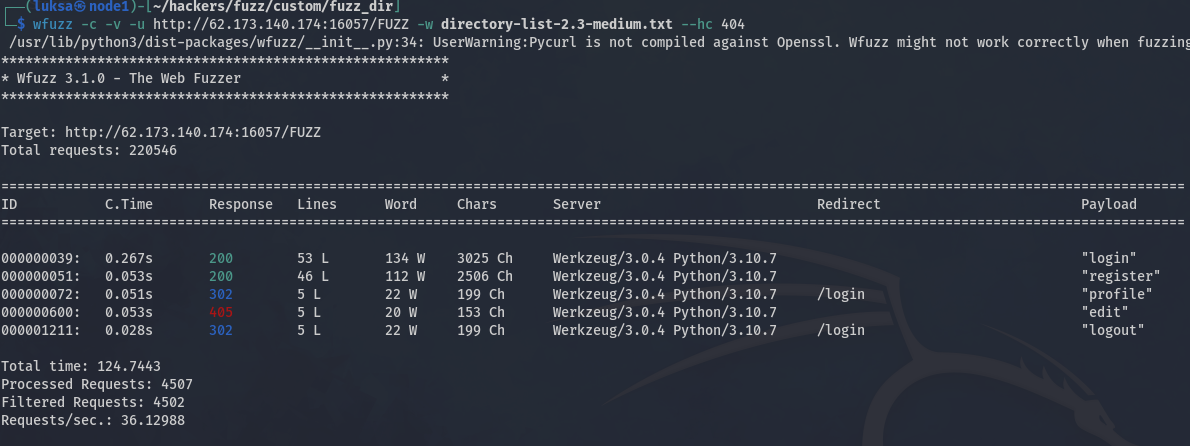 ┌──(luksa㉿node1)-[~/hackers/fuzz/custom/fuzz_dir]
└─$ wfuzz -c -v -u http://62.173.140.174:16057/FUZZ -w directory-list-2.3-medium.txt --hc 404
/usr/lib/python3/dist-packages/wfuzz/__init__.py:34: UserWarning:Pycurl is not compiled against Openssl. Wfuzz might not work correctly when fuzzing
********************************************************
* Wfuzz 3.1.0 - The Web Fuzzer                         *
********************************************************
Target: http://62.173.140.174:16057/FUZZ
Total requests: 220546
====================================================================================================================================================
ID           C.Time       Response   Lines      Word     Chars       Server                           Redirect                         Payload
====================================================================================================================================================
000000039:   0.267s       200        53 L       134 W    3025 Ch     Werkzeug/3.0.4 Python/3.10.7                                      "login"
000000051:   0.053s       200        46 L       112 W    2506 Ch     Werkzeug/3.0.4 Python/3.10.7                                      "register"
000000072:   0.051s       302        5 L        22 W     199 Ch      Werkzeug/3.0.4 Python/3.10.7     /login                           "profile"
000000600:   0.053s       405        5 L        20 W     153 Ch      Werkzeug/3.0.4 Python/3.10.7                                      "edit"
000001211:   0.028s       302        5 L        22 W     199 Ch      Werkzeug/3.0.4 Python/3.10.7     /login                           "logout"
Total time: 124.7443
Processed Requests: 4507
Filtered Requests: 4502
Requests/sec.: 36.12988